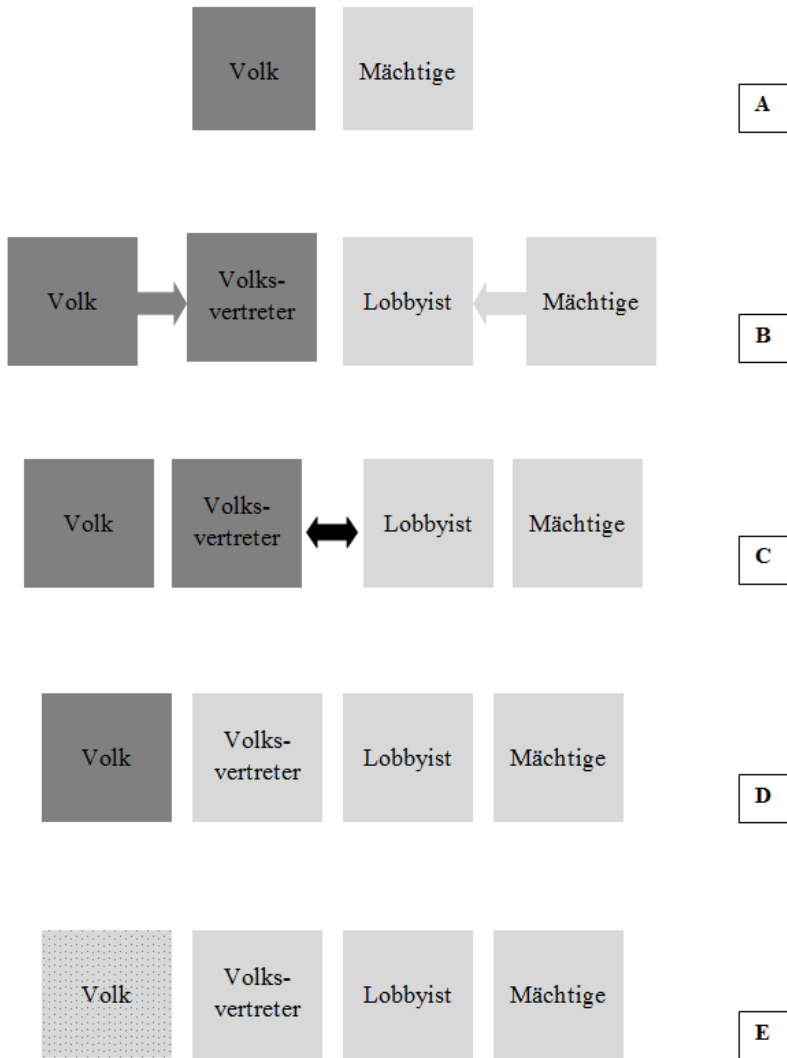 Volk
Mächtige
A
Volk
Volks-
vertreter
Lobbyist
Mächtige
B
Volk
Volks-
vertreter
Lobbyist
Mächtige
C
Volk
Volks-
vertreter
Lobbyist
Mächtige
D
Volk
Volks-
vertreter
Lobbyist
Mächtige
E